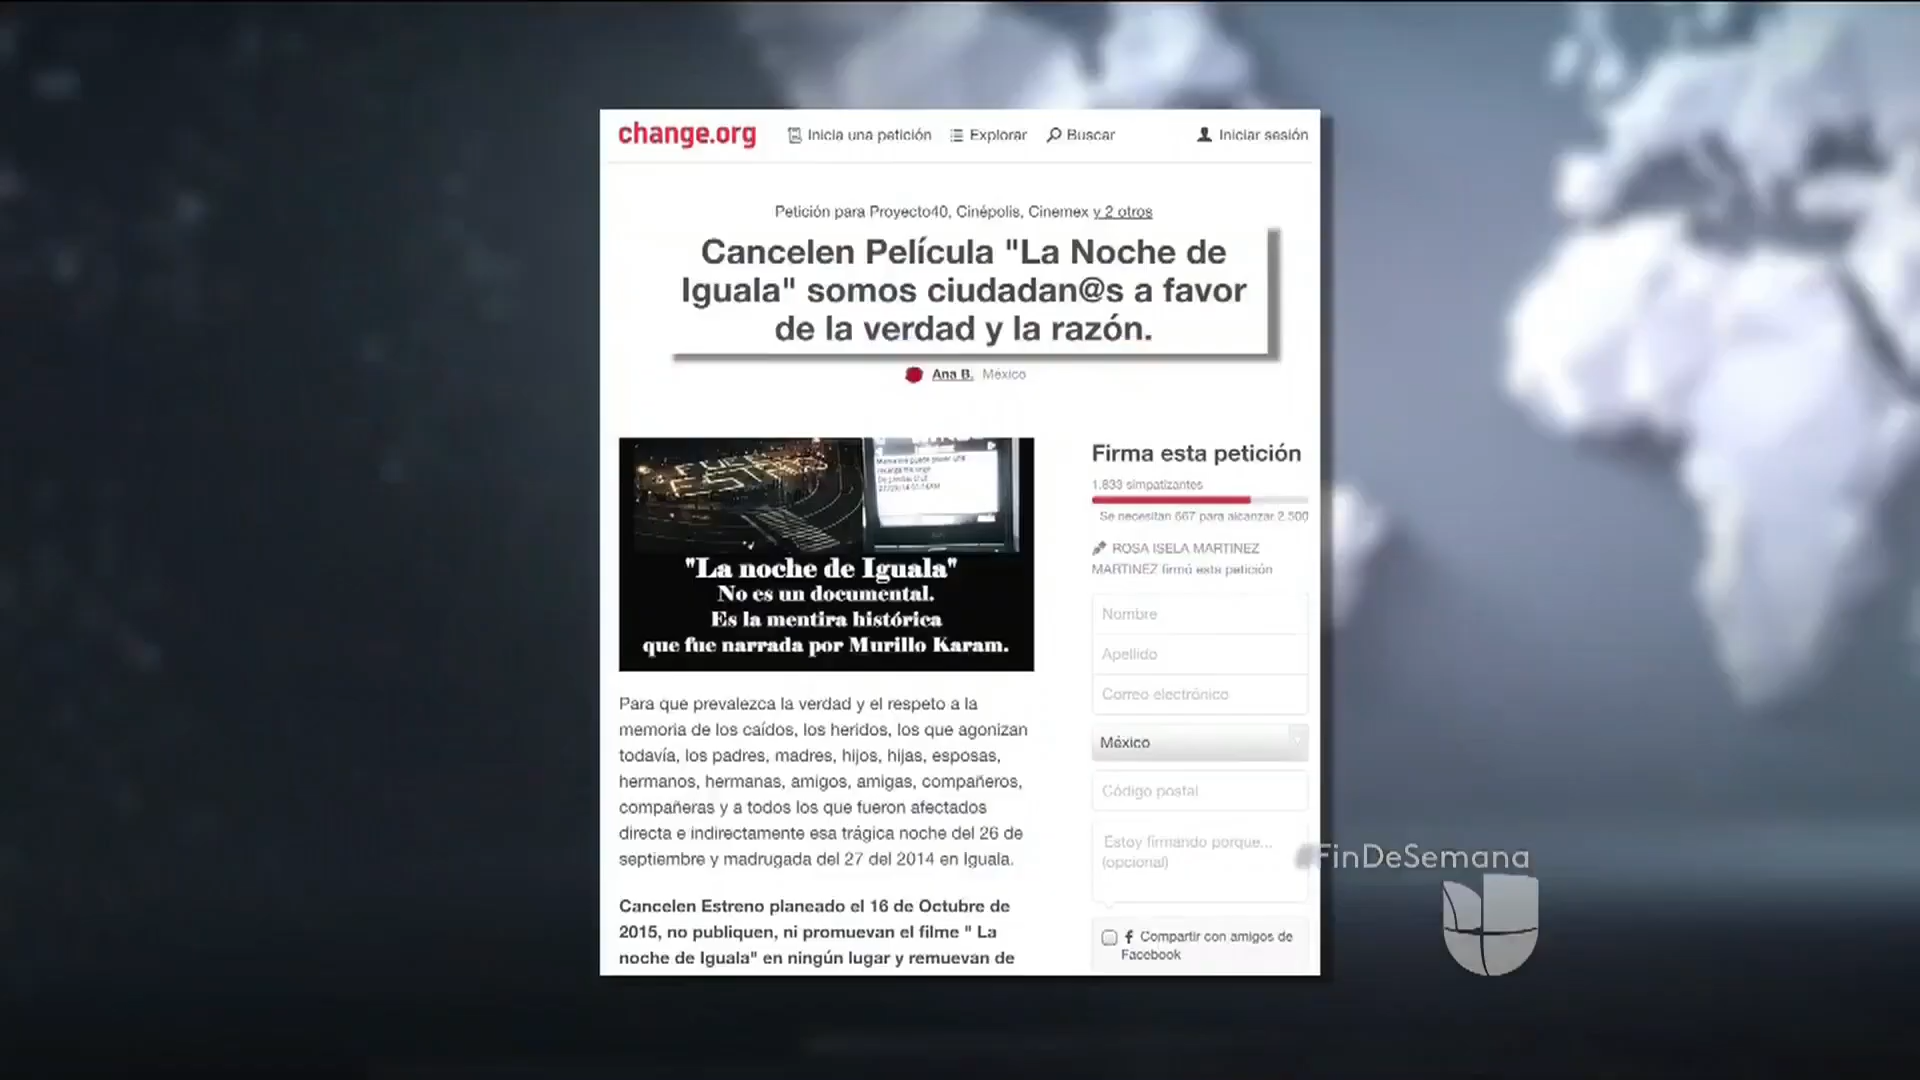 change.org Inicia una petición Explorar Buscar Iniciar sesión
Petición para Proyecto40, Cinépolis, Cinemex y 2 otros
Cancelen Película "La Noche de
Iguala" somos ciudadan@s a favor
de la verdad y la razón.
Ana B. México
"La noche de Iguala"
No es un documental.
Es la mentira histórica
que fue narrada por Murillo Karam.
Para que prevalezca la verdad y el respeto a la
memoria de los caídos, los heridos, los que agonizan
todavía, los padres, madres, hijos, hijas, esposas,
hermanos, hermanas, amigos, amigas, compañeros,
compañeras y a todos los que fueron afectados
directa e indirectamente esa trágica noche del 26 de
septiembre y madrugada del 27 del 2014 en Iguala.
Cancelen Estreno planeado el 16 de Octubre de
2015, no publiquen, ni promuevan el filme " La
noche de Iguala" en ningún lugar y remuevan de
Firma esta petición
1.833 simpatizantes
Se necesitan 667 para alcanzar 2.500
ROSA ISELA MARTINEZ
MARTINEZ firmó esta petición
Nombre
Apellido
Correo electrónico
México
Código postal
Estoy firmando porque...
(opcional)
Compartir con amigos de
Facebook
#FinDeSemana